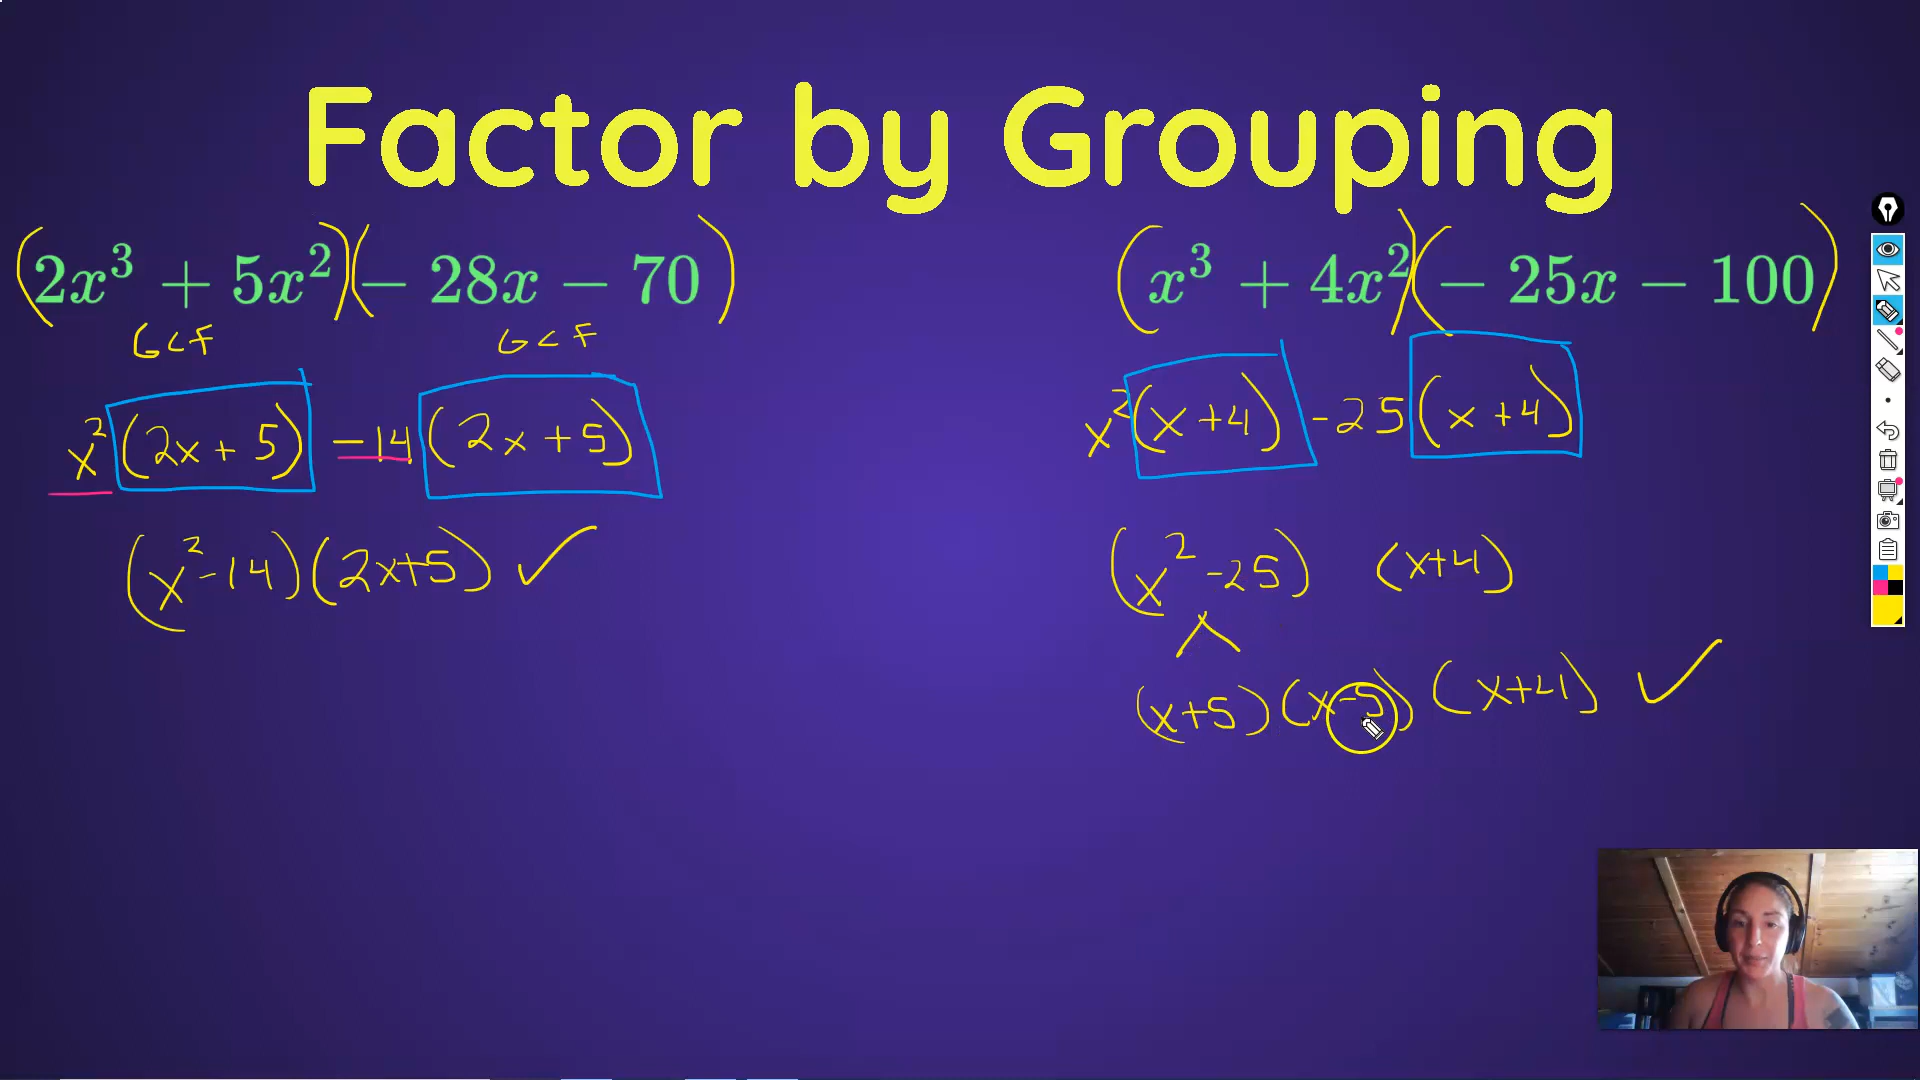 Factor by Grouping
(2x³ + 5x²)(− 28x − 70)
GCF GCF
x²(2x + 5) −14(2x + 5)
(x² - 14)(2x+5) ✓
(x³ + 4x²)(− 25x − 100)
x²(x + 4) - 25(x + 4)
(x² - 25) (x+4)
(x+5)(x-5)(x+4) ✓